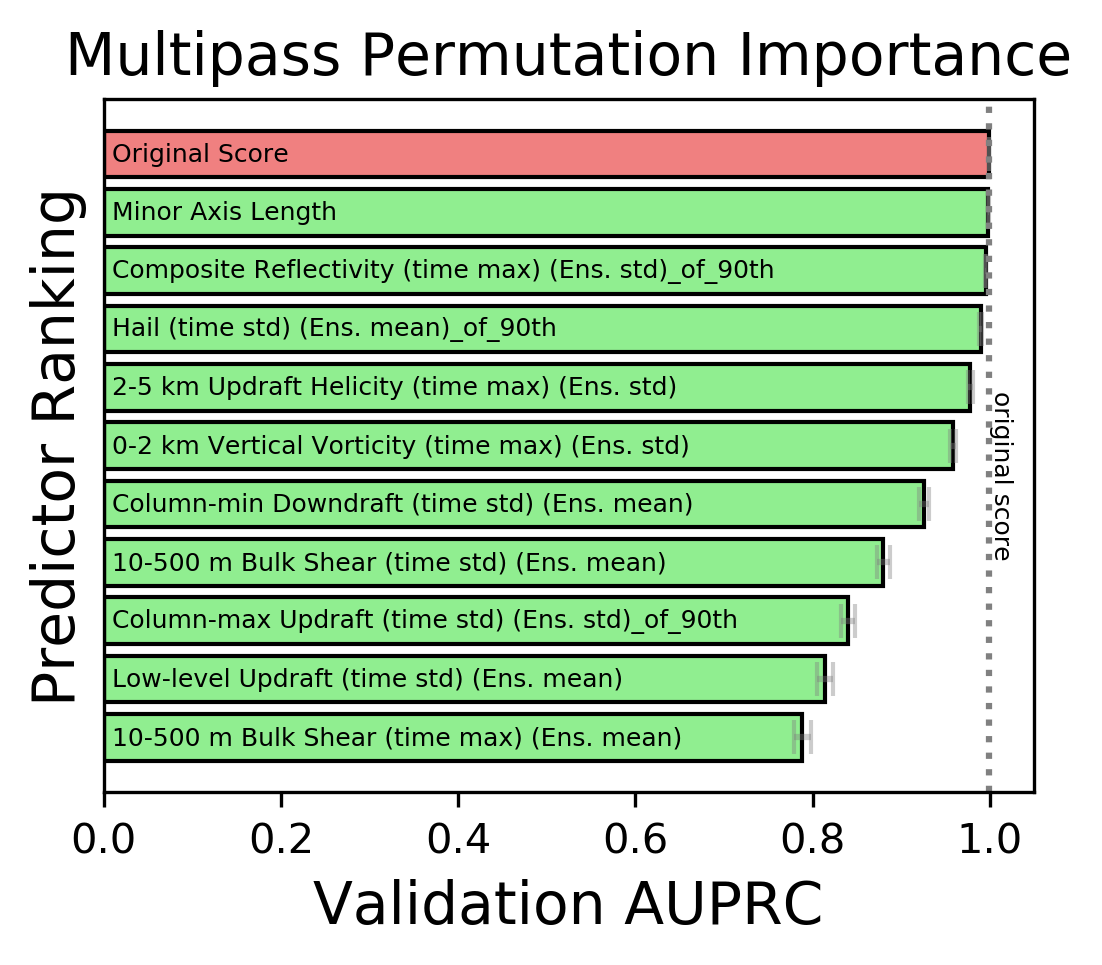 Multipass Permutation Importance
Predictor Ranking
Original Score
Minor Axis Length
Composite Reflectivity (time max) (Ens. std)_of_90th
Hail (time std) (Ens. mean)_of_90th
2-5 km Updraft Helicity (time max) (Ens. std)
0-2 km Vertical Vorticity (time max) (Ens. std)
Column-min Downdraft (time std) (Ens. mean)
10-500 m Bulk Shear (time std) (Ens. mean)
Column-max Updraft (time std) (Ens. std)_of_90th
Low-level Updraft (time std) (Ens. mean)
10-500 m Bulk Shear (time max) (Ens. mean)
original score
0.0 0.2 0.4 0.6 0.8 1.0
Validation AUPRC